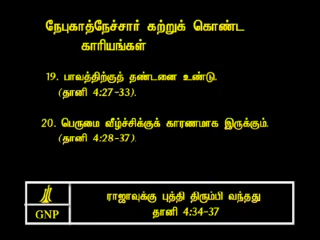 நேபுகாத்நேச்சார் கற்றுக் கொண்ட
காரியங்கள்
19. பாவத்திற்குத் தண்டனை உண்டு.
(தானி 4:27-33).
20. பெருமை வீழ்ச்சிக்குக் காரணமாக இருக்கும்.
(தானி 4:28-37).
ராஜாவுக்கு புத்தி திரும்பி வந்தது
தானி 4:34-37
GNP